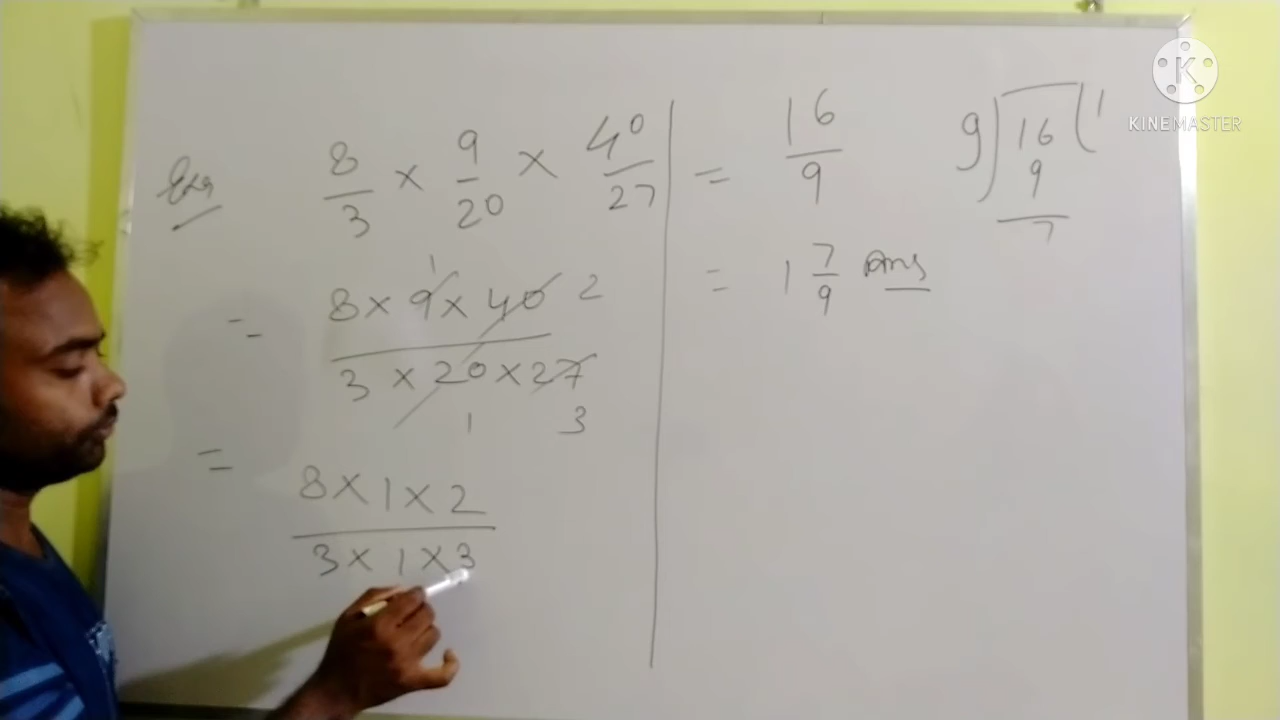 Exa 8/3 × 9/20 × 40/27
= 8 × 9 × 40 / 3 × 20 × 27
1 2
1 3
= 8 × 1 × 2 / 3 × 1 × 3
= 16/9
= 1 7/9 Ans
9)16(1
9
7
K
KINEMASTER